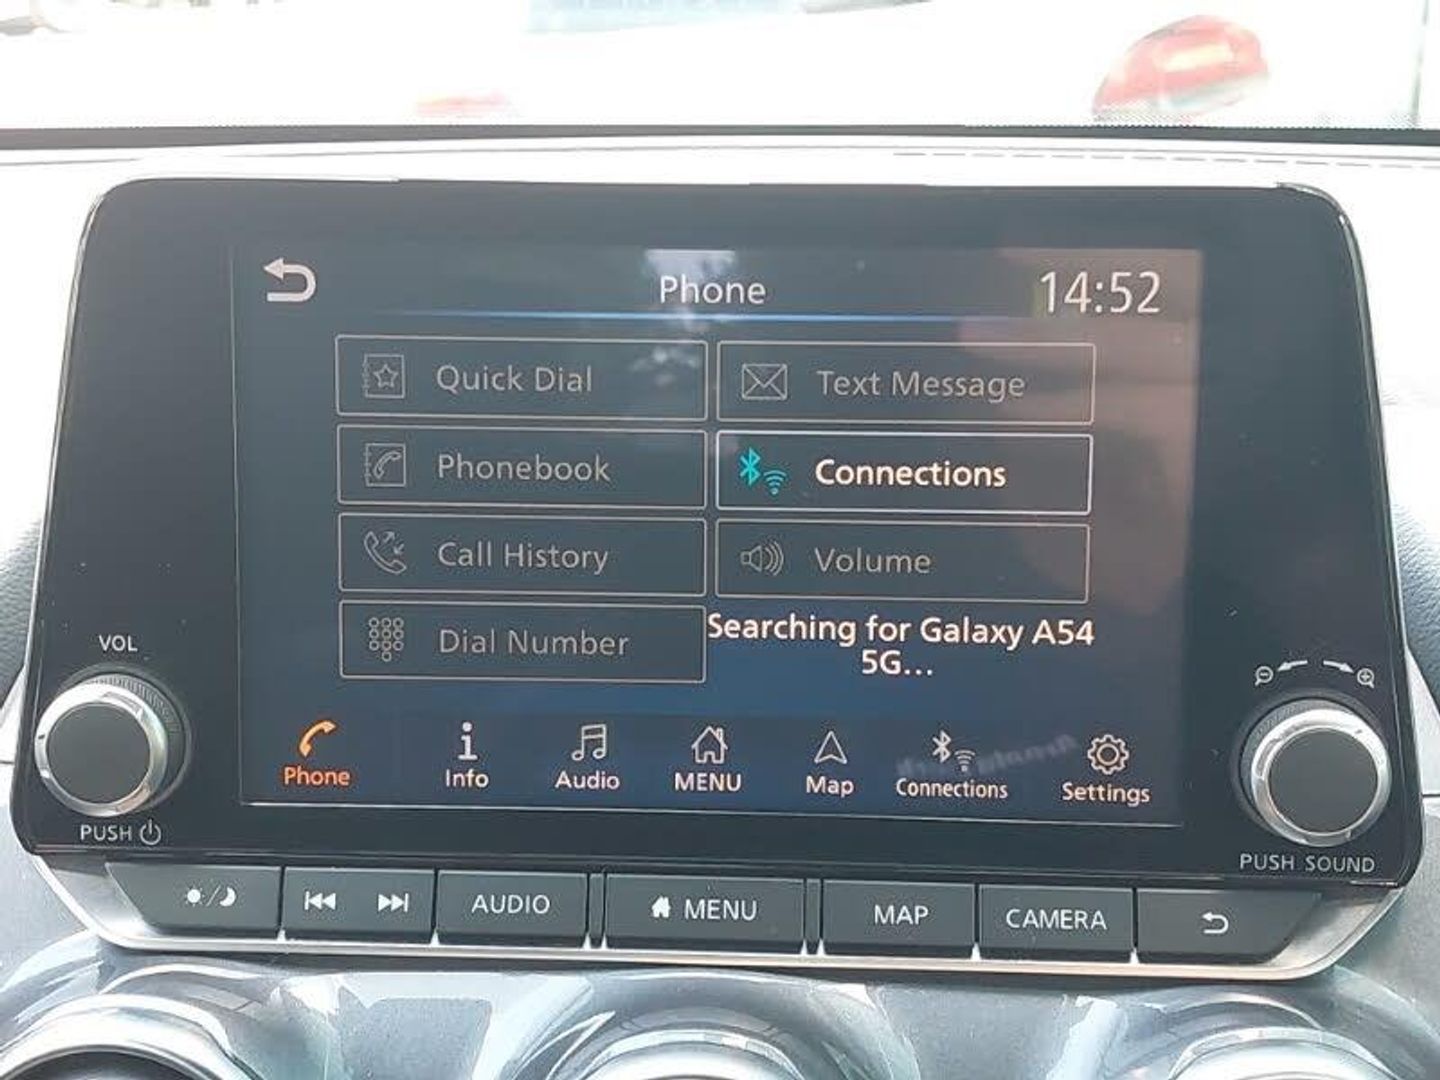 Phone
14:52
Quick Dial
Text Message
Phonebook
Connections
Call History
Volume
Dial Number
Searching for Galaxy A54
5G...
VOL
PUSH
Phone
Info
Audio
MENU
Map
Connections
Settings
PUSH SOUND
AUDIO
MENU
MAP
CAMERA